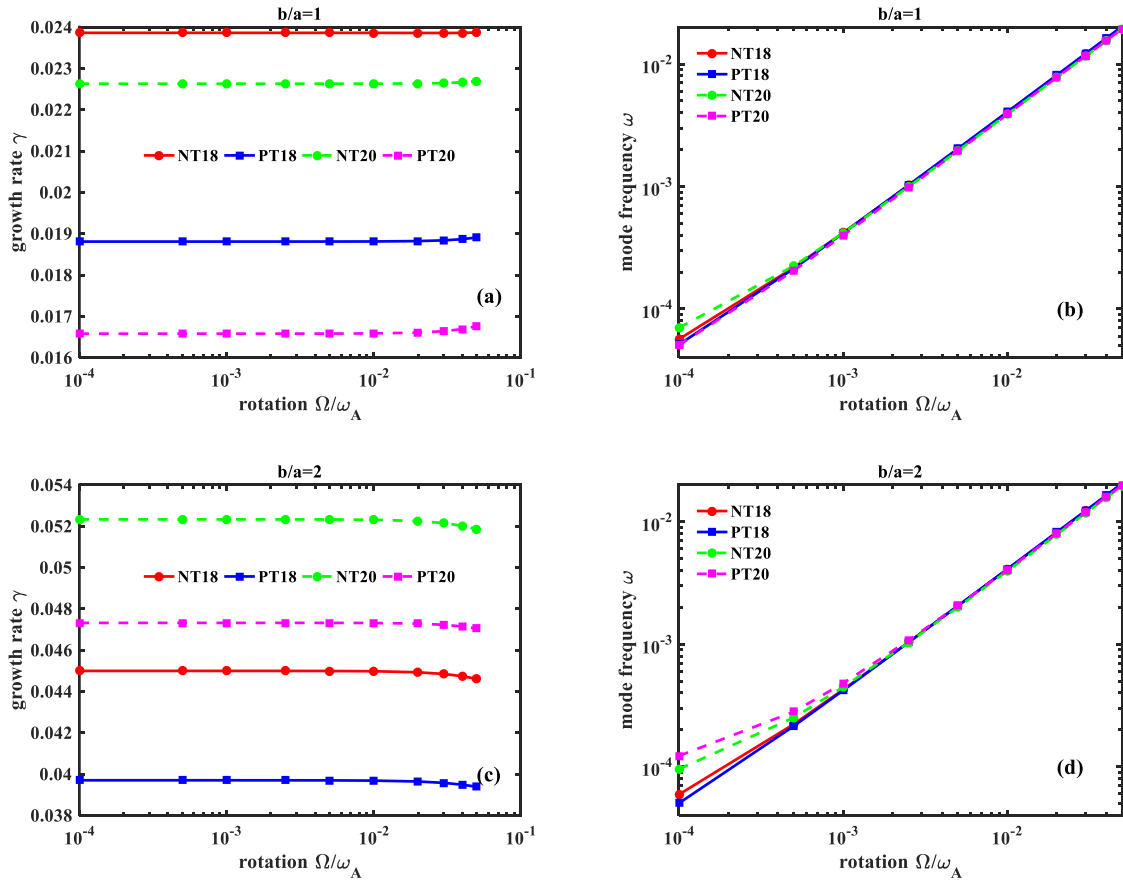 b/a=1
0.024
0.023
0.022
0.021
0.02
0.019
0.018
0.017
0.016
growth rate γ
NT18 PT18 NT20 PT20
(a)
10^-4 10^-3 10^-2 10^-1
rotation Ω/ω_A
b/a=1
10^-2
10^-3
10^-4
mode frequency ω
NT18
PT18
NT20
PT20
(b)
10^-4 10^-3 10^-2
rotation Ω/ω_A
b/a=2
0.054
0.052
0.05
0.048
0.046
0.044
0.042
0.04
0.038
growth rate γ
NT18 PT18 NT20 PT20
(c)
10^-4 10^-3 10^-2 10^-1
rotation Ω/ω_A
b/a=2
10^-2
10^-3
10^-4
mode frequency ω
NT18
PT18
NT20
PT20
(d)
10^-4 10^-3 10^-2
rotation Ω/ω_A